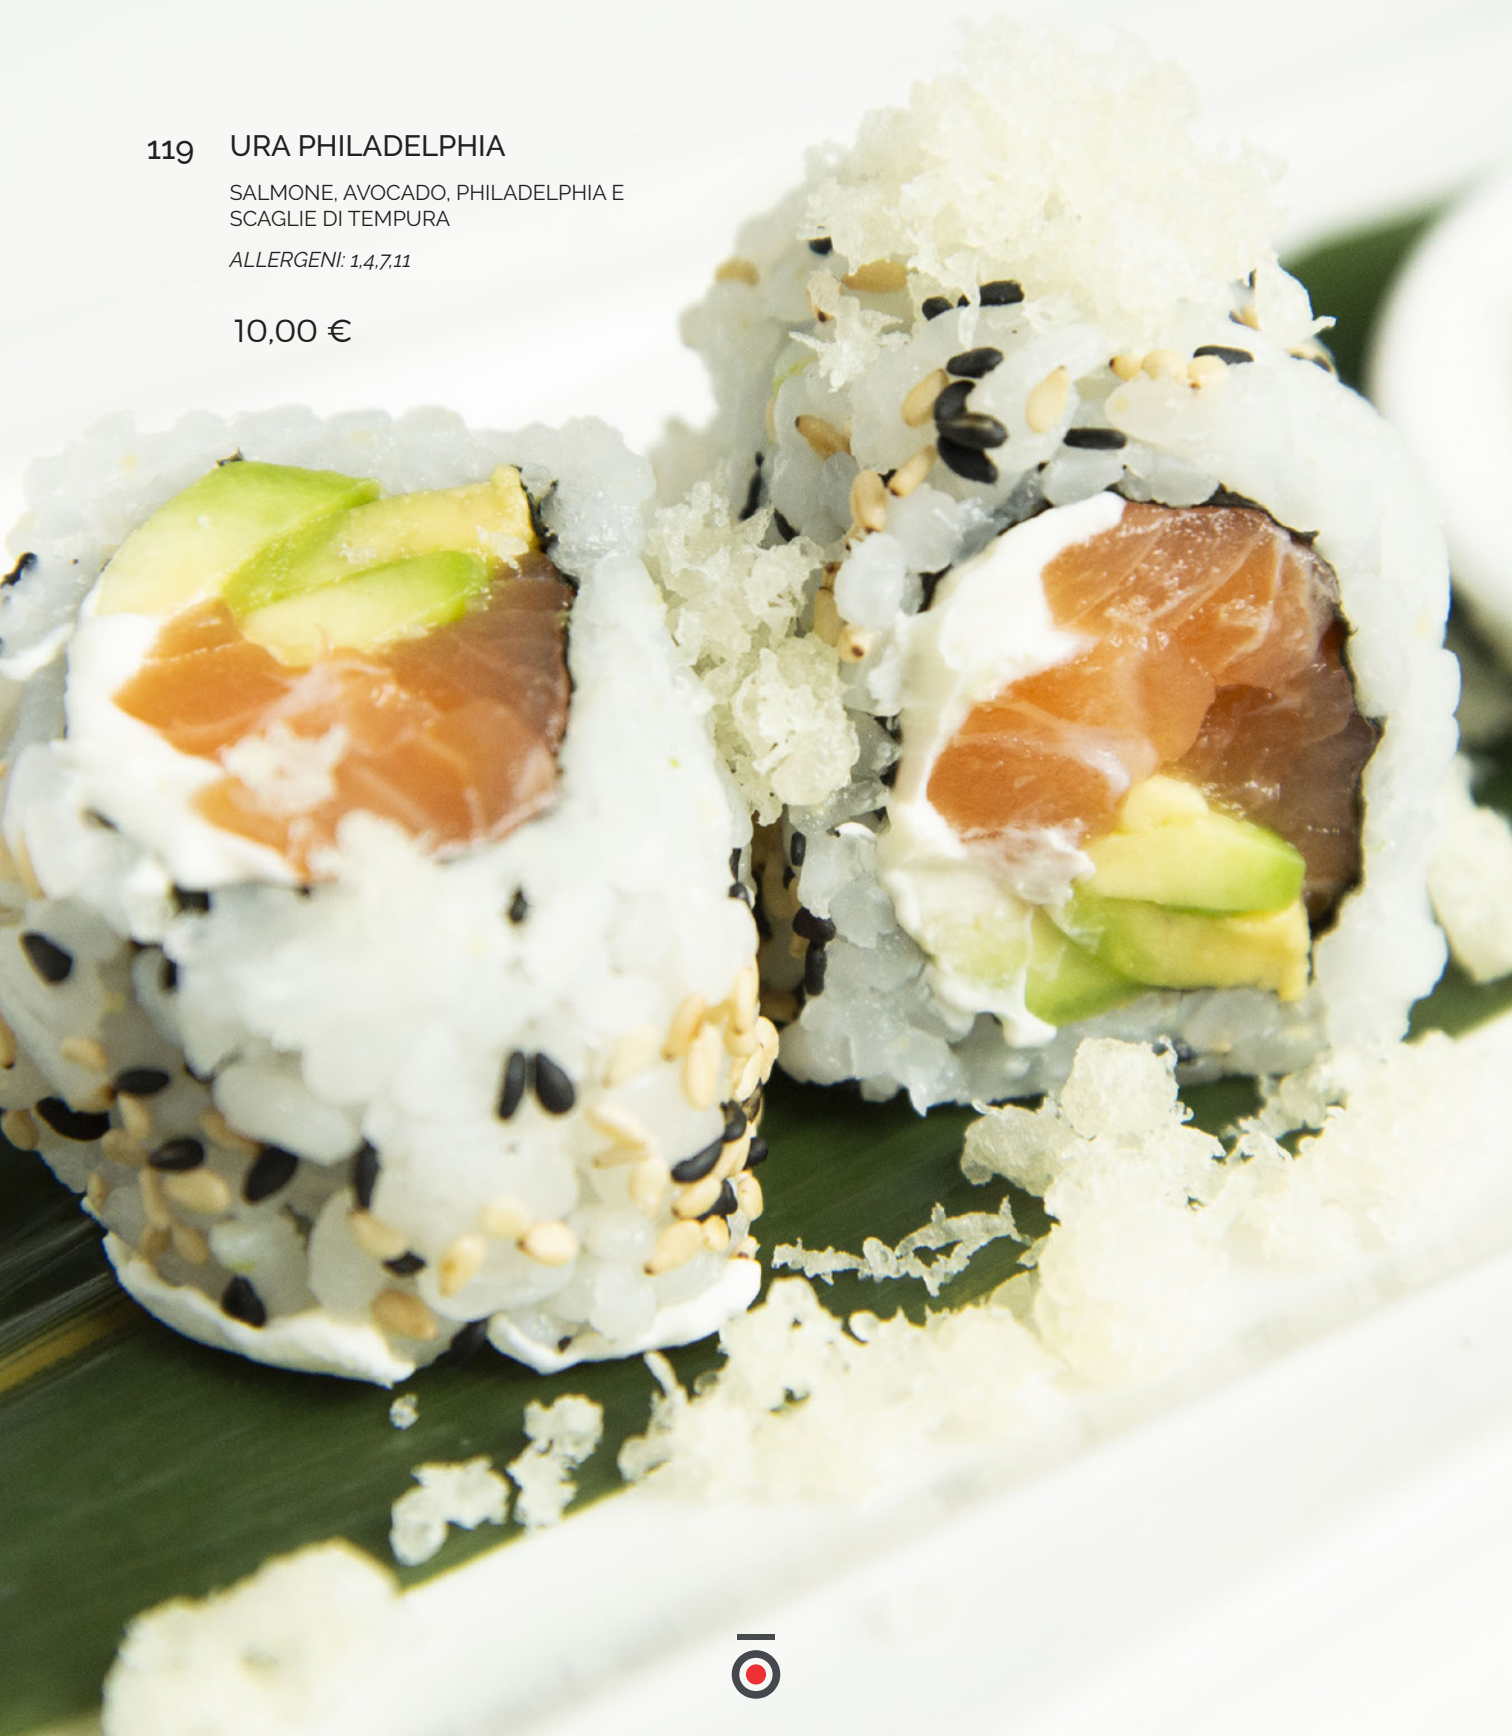 119 URA PHILADELPHIA
SALMONE, AVOCADO, PHILADELPHIA E
SCAGLIE DI TEMPURA
ALLERGENI: 1,4,7,11
10,00 €